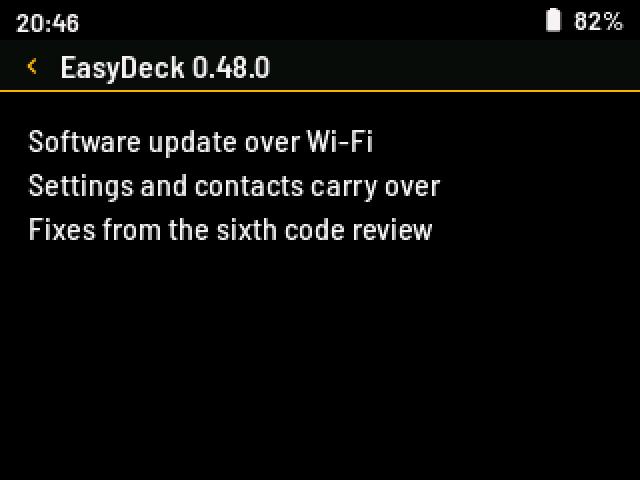 20:46
82%
EasyDeck 0.48.0
Software update over Wi-Fi
Settings and contacts carry over
Fixes from the sixth code review